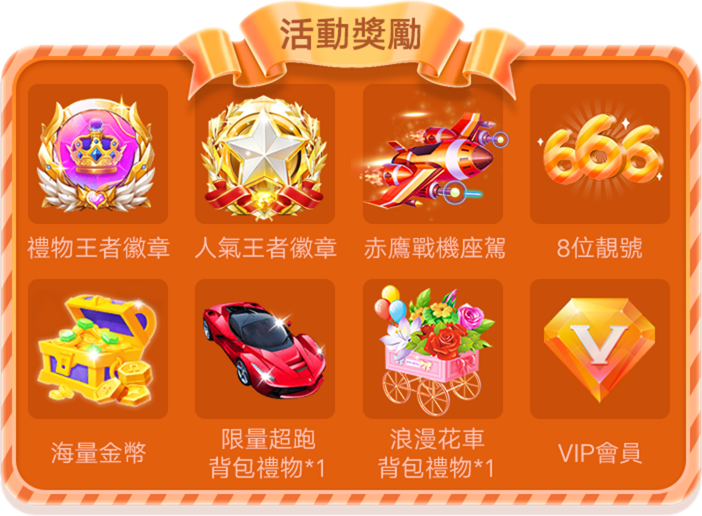 活動獎勵
666
禮物王者徽章
人氣王者徽章
赤鷹戰機座駕
8位靚號
V
海量金幣
限量超跑
背包禮物*1
浪漫花車
背包禮物*1
VIP會員